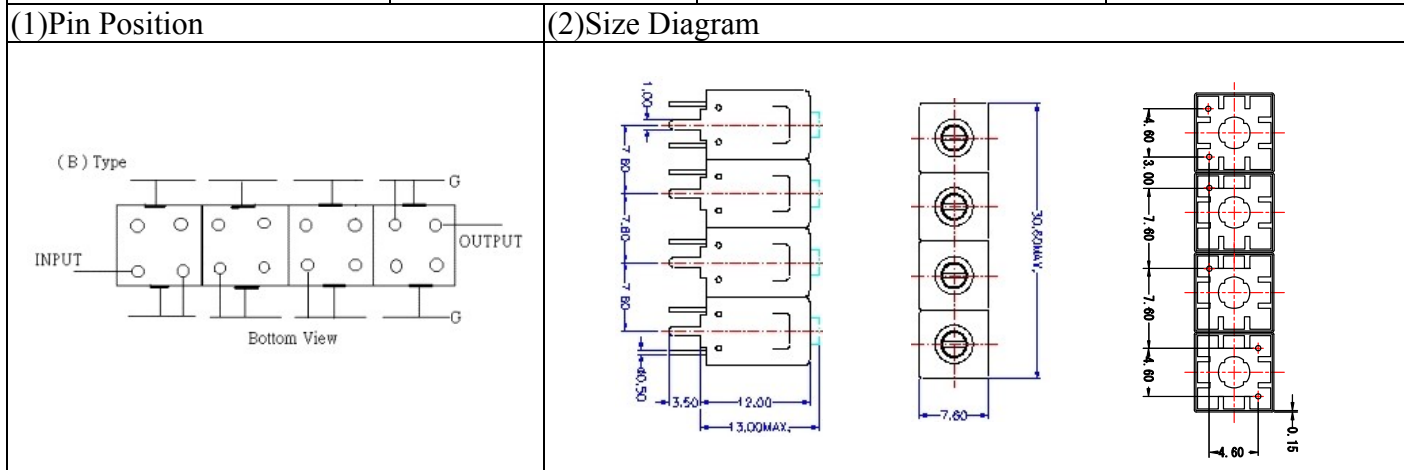 (1)Pin Position
(2)Size Diagram
( B ) Type
G
INPUT
OUTPUT
G
Bottom View
1.00
7.60
7.60
7.60
Φ0.50
3.50
12.00
13.00MAX.
30.60MAX.
7.60
4.60
3.00
7.60
7.60
4.60
4.60
0.15